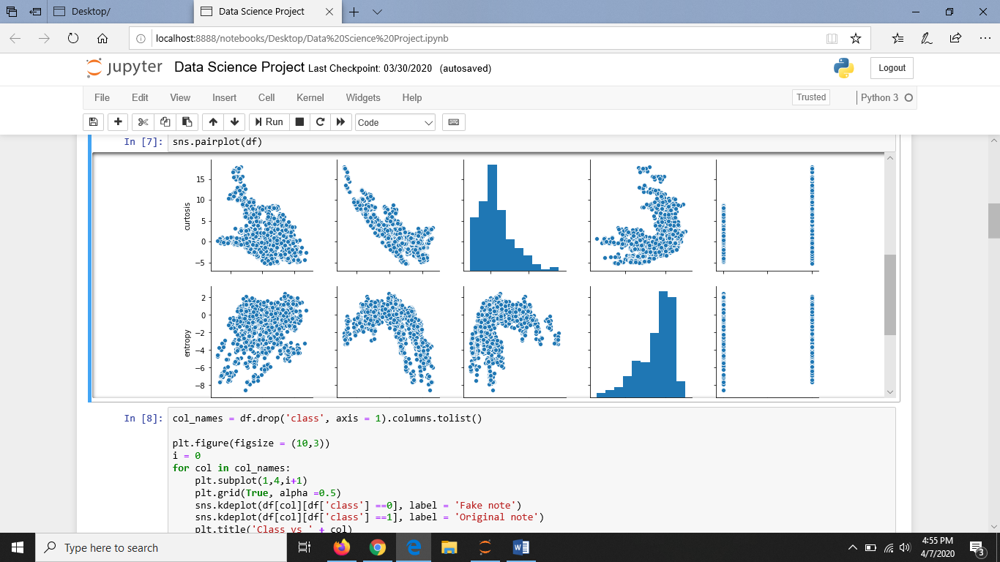 Desktop/
Data Science Project
localhost:8888/notebooks/Desktop/Data%20Science%20Project.ipynb
jupyter Data Science Project Last Checkpoint: 03/30/2020 (autosaved)
Logout
File Edit View Insert Cell Kernel Widgets Help
Trusted
Python 3
Run
Code
In [7]: sns.pairplot(df)
curtosis
15
10
5
0
−5
entropy
2
0
−2
−4
−6
−8
In [8]: col_names = df.drop('class', axis = 1).columns.tolist()
plt.figure(figsize = (10,3))
i = 0
for col in col_names:
    plt.subplot(1,4,i+1)
    plt.grid(True, alpha =0.5)
    sns.kdeplot(df[col][df['class'] ==0], label = 'Fake note')
    sns.kdeplot(df[col][df['class'] ==1], label = 'Original note')
    plt.title('Class vs ' + col)
Type here to search
4:55 PM
4/7/2020
3